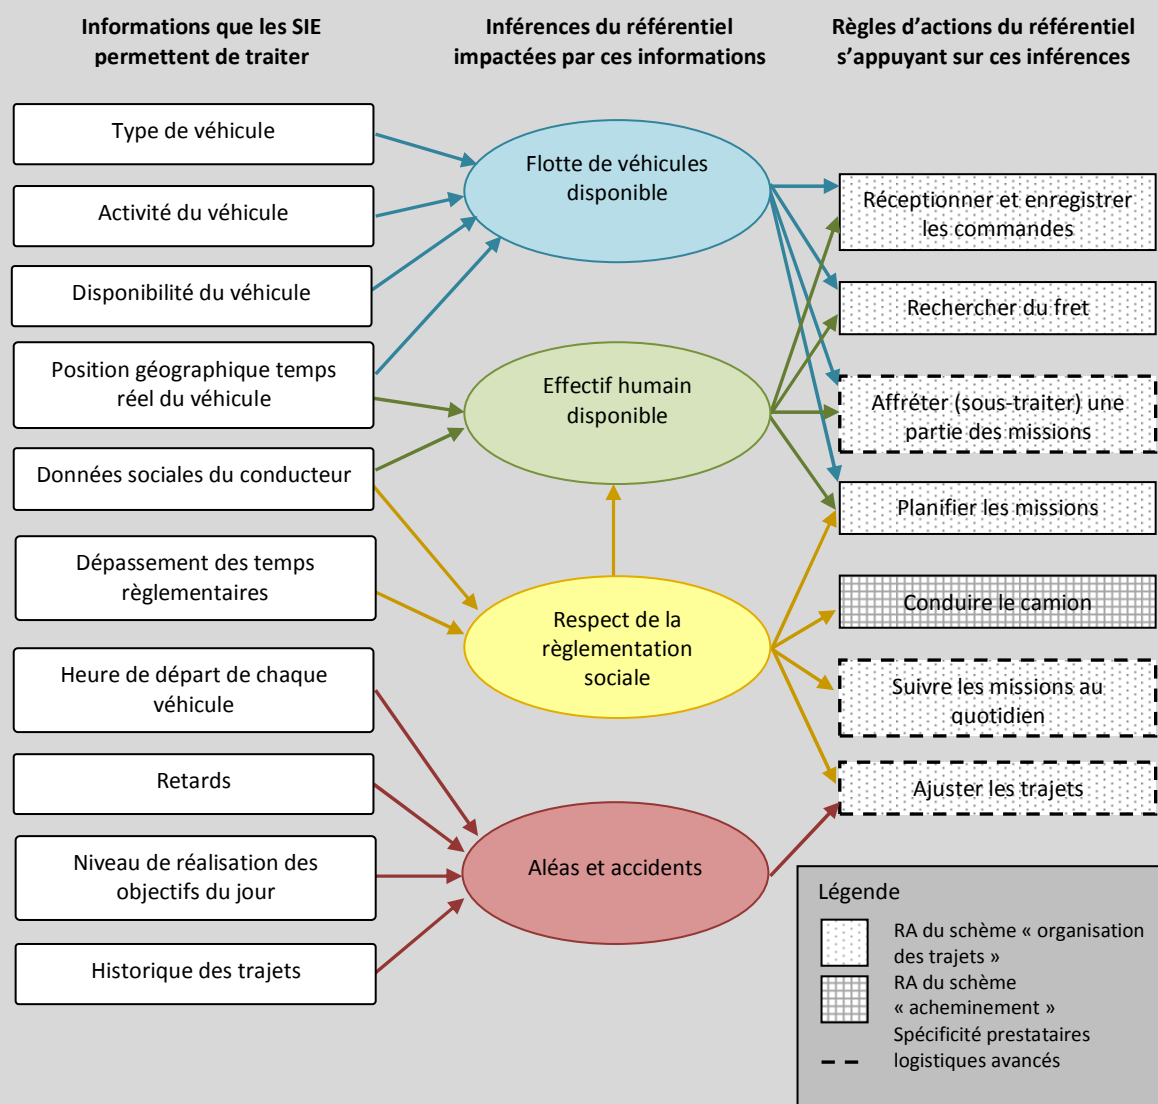 Informations que les SIE
permettent de traiter
Inférences du référentiel
impactées par ces informations
Règles d'actions du référentiel
s'appuyant sur ces inférences
Type de véhicule
Activité du véhicule
Disponibilité du véhicule
Position géographique temps
réel du véhicule
Données sociales du conducteur
Dépassement des temps
règlementaires
Heure de départ de chaque
véhicule
Retards
Niveau de réalisation des
objectifs du jour
Historique des trajets
Flotte de véhicules
disponible
Effectif humain
disponible
Respect de la
règlementation
sociale
Aléas et accidents
Réceptionner et enregistrer
les commandes
Rechercher du fret
Affréter (sous-traiter) une
partie des missions
Planifier les missions
Conduire le camion
Suivre les missions au
quotidien
Ajuster les trajets
Légende
RA du schème « organisation
des trajets »
RA du schème
« acheminement »
Spécificité prestataires
logistiques avancés